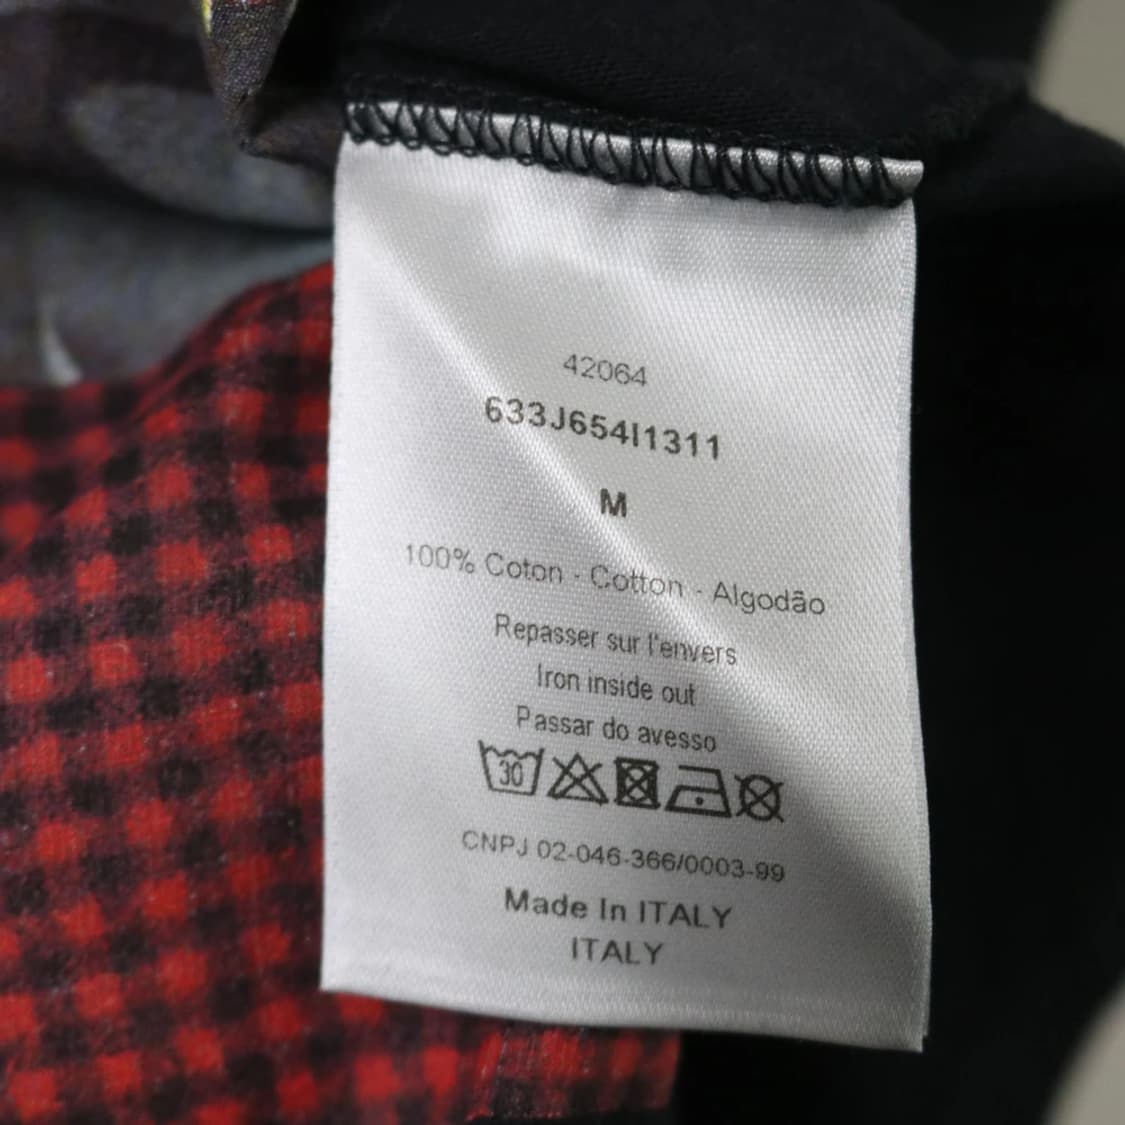 42064
633J654I1311
M
100% Coton - Cotton - Algodão
Repasser sur l'envers
Iron inside out
Passar do avesso
30
CNPJ 02-046-366/0003-99
Made In ITALY
ITALY